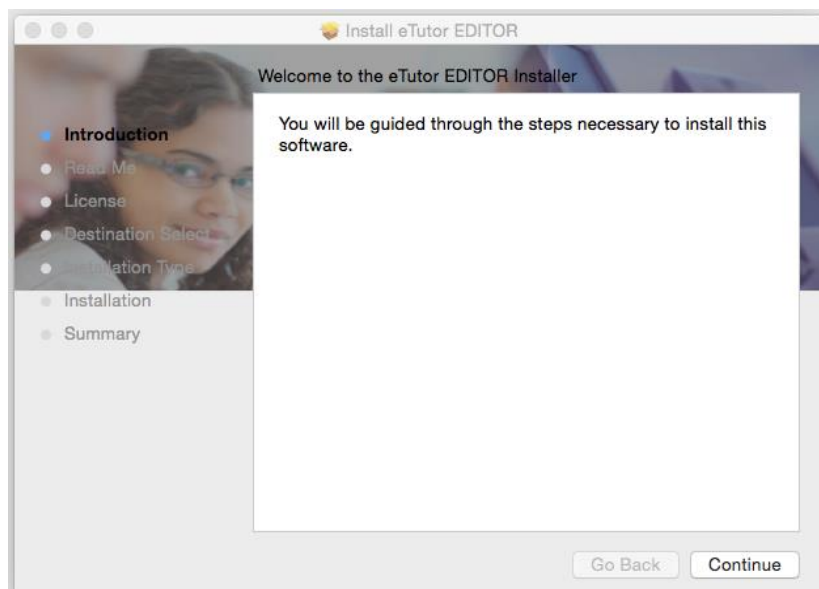 Install eTutor EDITOR
Welcome to the eTutor EDITOR Installer
Introduction
Read Me
License
Destination Select
Installation Type
Installation
Summary
You will be guided through the steps necessary to install this
software.
Go Back
Continue